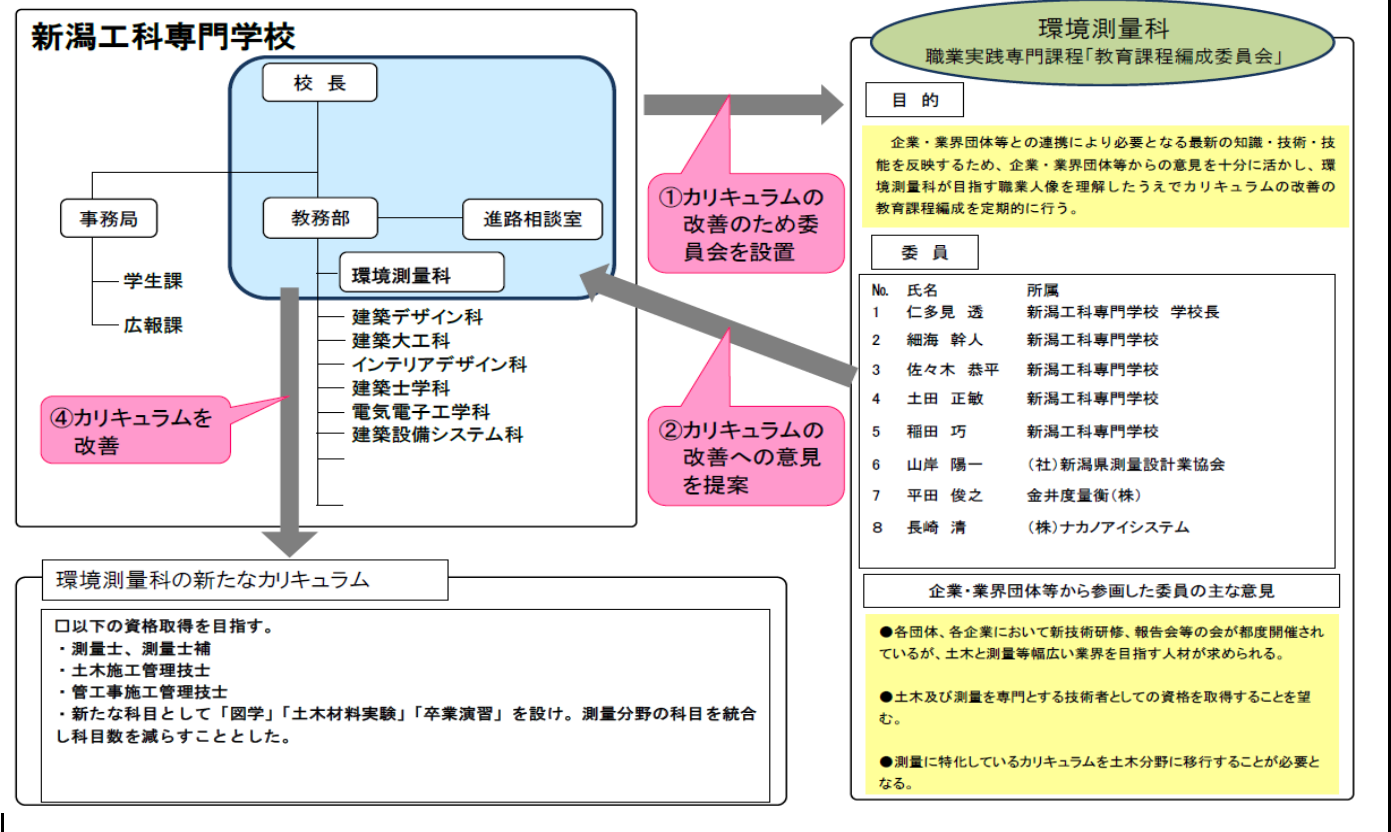 新潟工科専門学校
校 長
事務局
教務部
進路相談室
学生課
広報課
環境測量科
建築デザイン科
建築大工科
インテリアデザイン科
建築士学科
電気電子工学科
建築設備システム科
①カリキュラムの
改善のため委
員会を設置
②カリキュラムの
改善への意見
を提案
④カリキュラムを
改善
環境測量科の新たなカリキュラム
□以下の資格取得を目指す。
・測量士、測量士補
・土木施工管理技士
・管工事施工管理技士
・新たな科目として「図学」「土木材料実験」「卒業演習」を設け。測量分野の科目を統合
し科目数を減らすこととした。
環境測量科
職業実践専門課程「教育課程編成委員会」
目 的
企業・業界団体等との連携により必要となる最新の知識・技術・技
能を反映するため、企業・業界団体等からの意見を十分に活かし、環
境測量科が目指す職業人像を理解したうえでカリキュラムの改善の
教育課程編成を定期的に行う。
委 員
№ 氏名 所属
1 仁多見 透 新潟工科専門学校 学校長
2 細海 幹人 新潟工科専門学校
3 佐々木 恭平 新潟工科専門学校
4 土田 正敏 新潟工科専門学校
5 稲田 巧 新潟工科専門学校
6 山岸 陽一 （社）新潟県測量設計業協会
7 平田 俊之 金井度量衡（株）
8 長崎 清 （株）ナカノアイシステム
企業・業界団体等から参画した委員の主な意見
●各団体、各企業において新技術研修、報告会等の会が都度開催され
ているが、土木と測量等幅広い業界を目指す人材が求められる。
●土木及び測量を専門とする技術者としての資格を取得することを望
む。
●測量に特化しているカリキュラムを土木分野に移行することが必要と
なる。